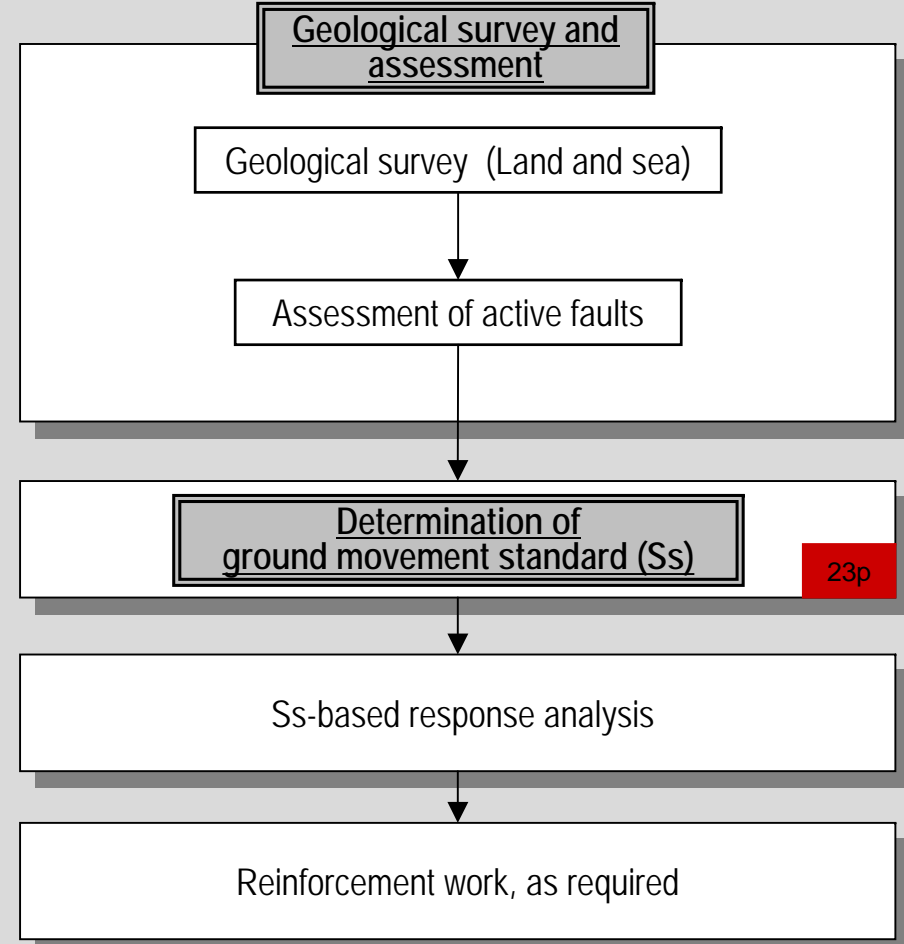 Geological survey and
assessment
Geological survey (Land and sea)
Assessment of active faults
Determination of
ground movement standard (Ss)
23p
Ss-based response analysis
Reinforcement work, as required